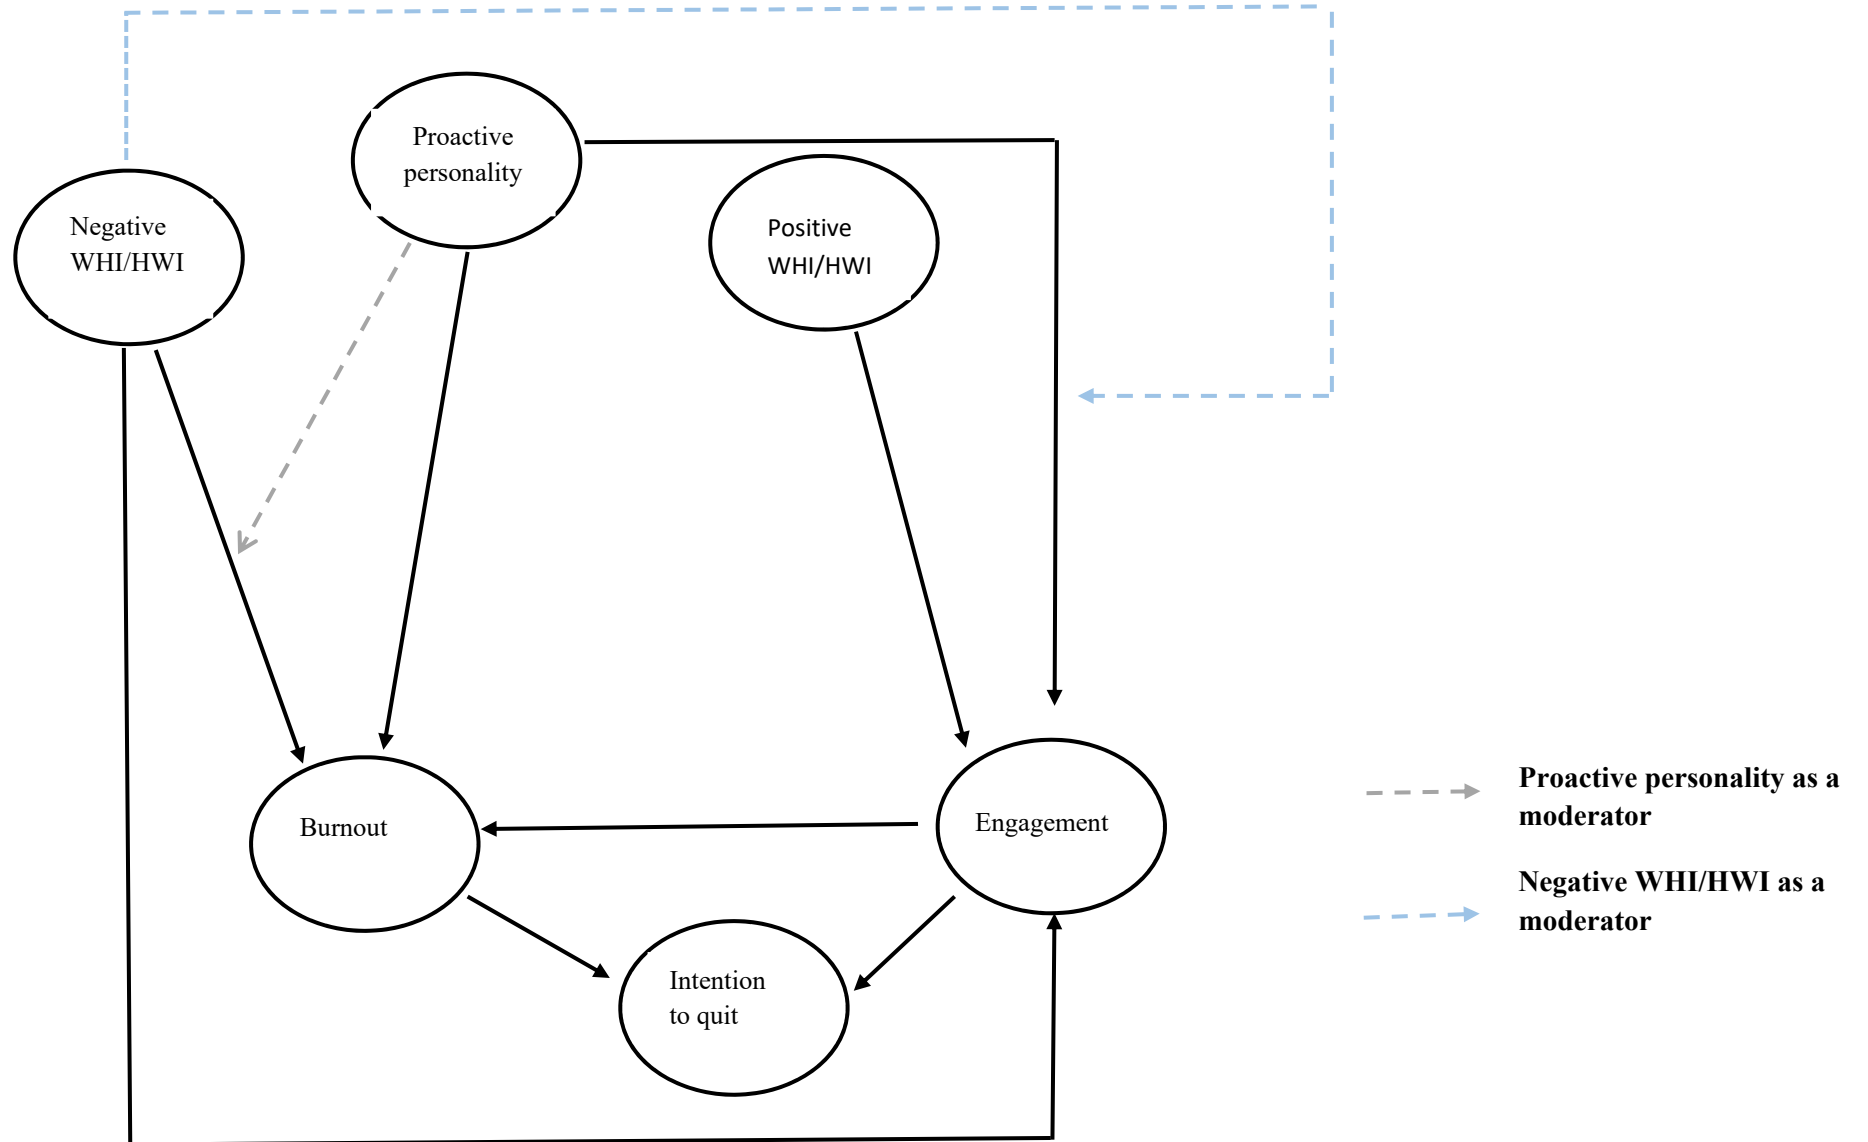 Proactive
personality
Negative
WHI/HWI
Positive
WHI/HWI
Burnout
Engagement
Intention
to quit
Proactive personality as a
moderator
Negative WHI/HWI as a
moderator